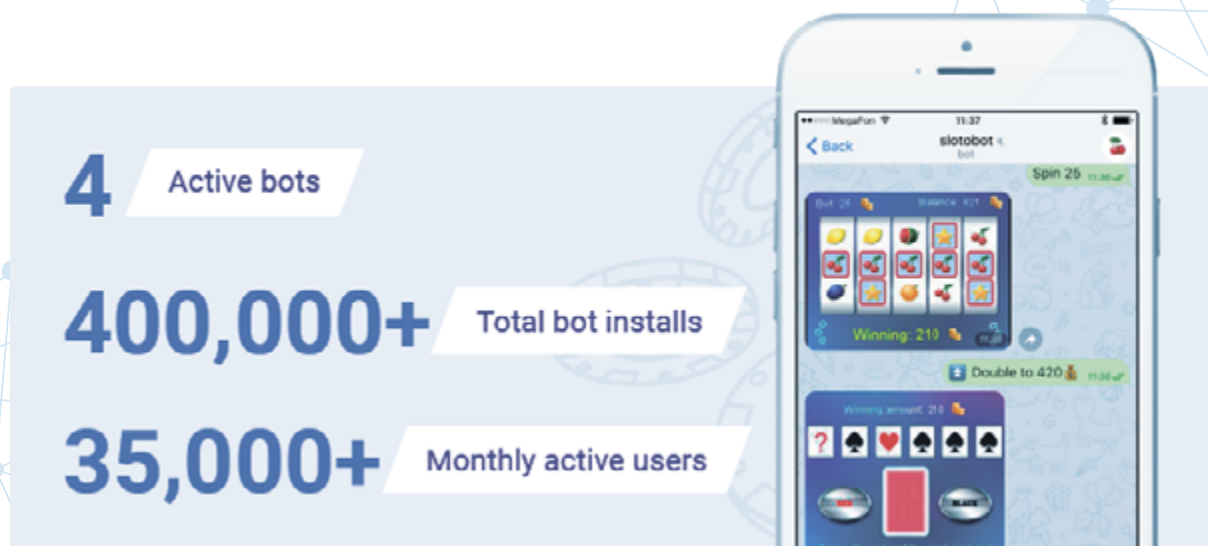 4 Active bots
400,000+ Total bot installs
35,000+ Monthly active users
MegaFon 11:37
Back slotobot
bot
Spin 25
Bet: 25 Balance: 821
Winning: 210
Double to 420
Winning amount: 210
?
RED BLACK